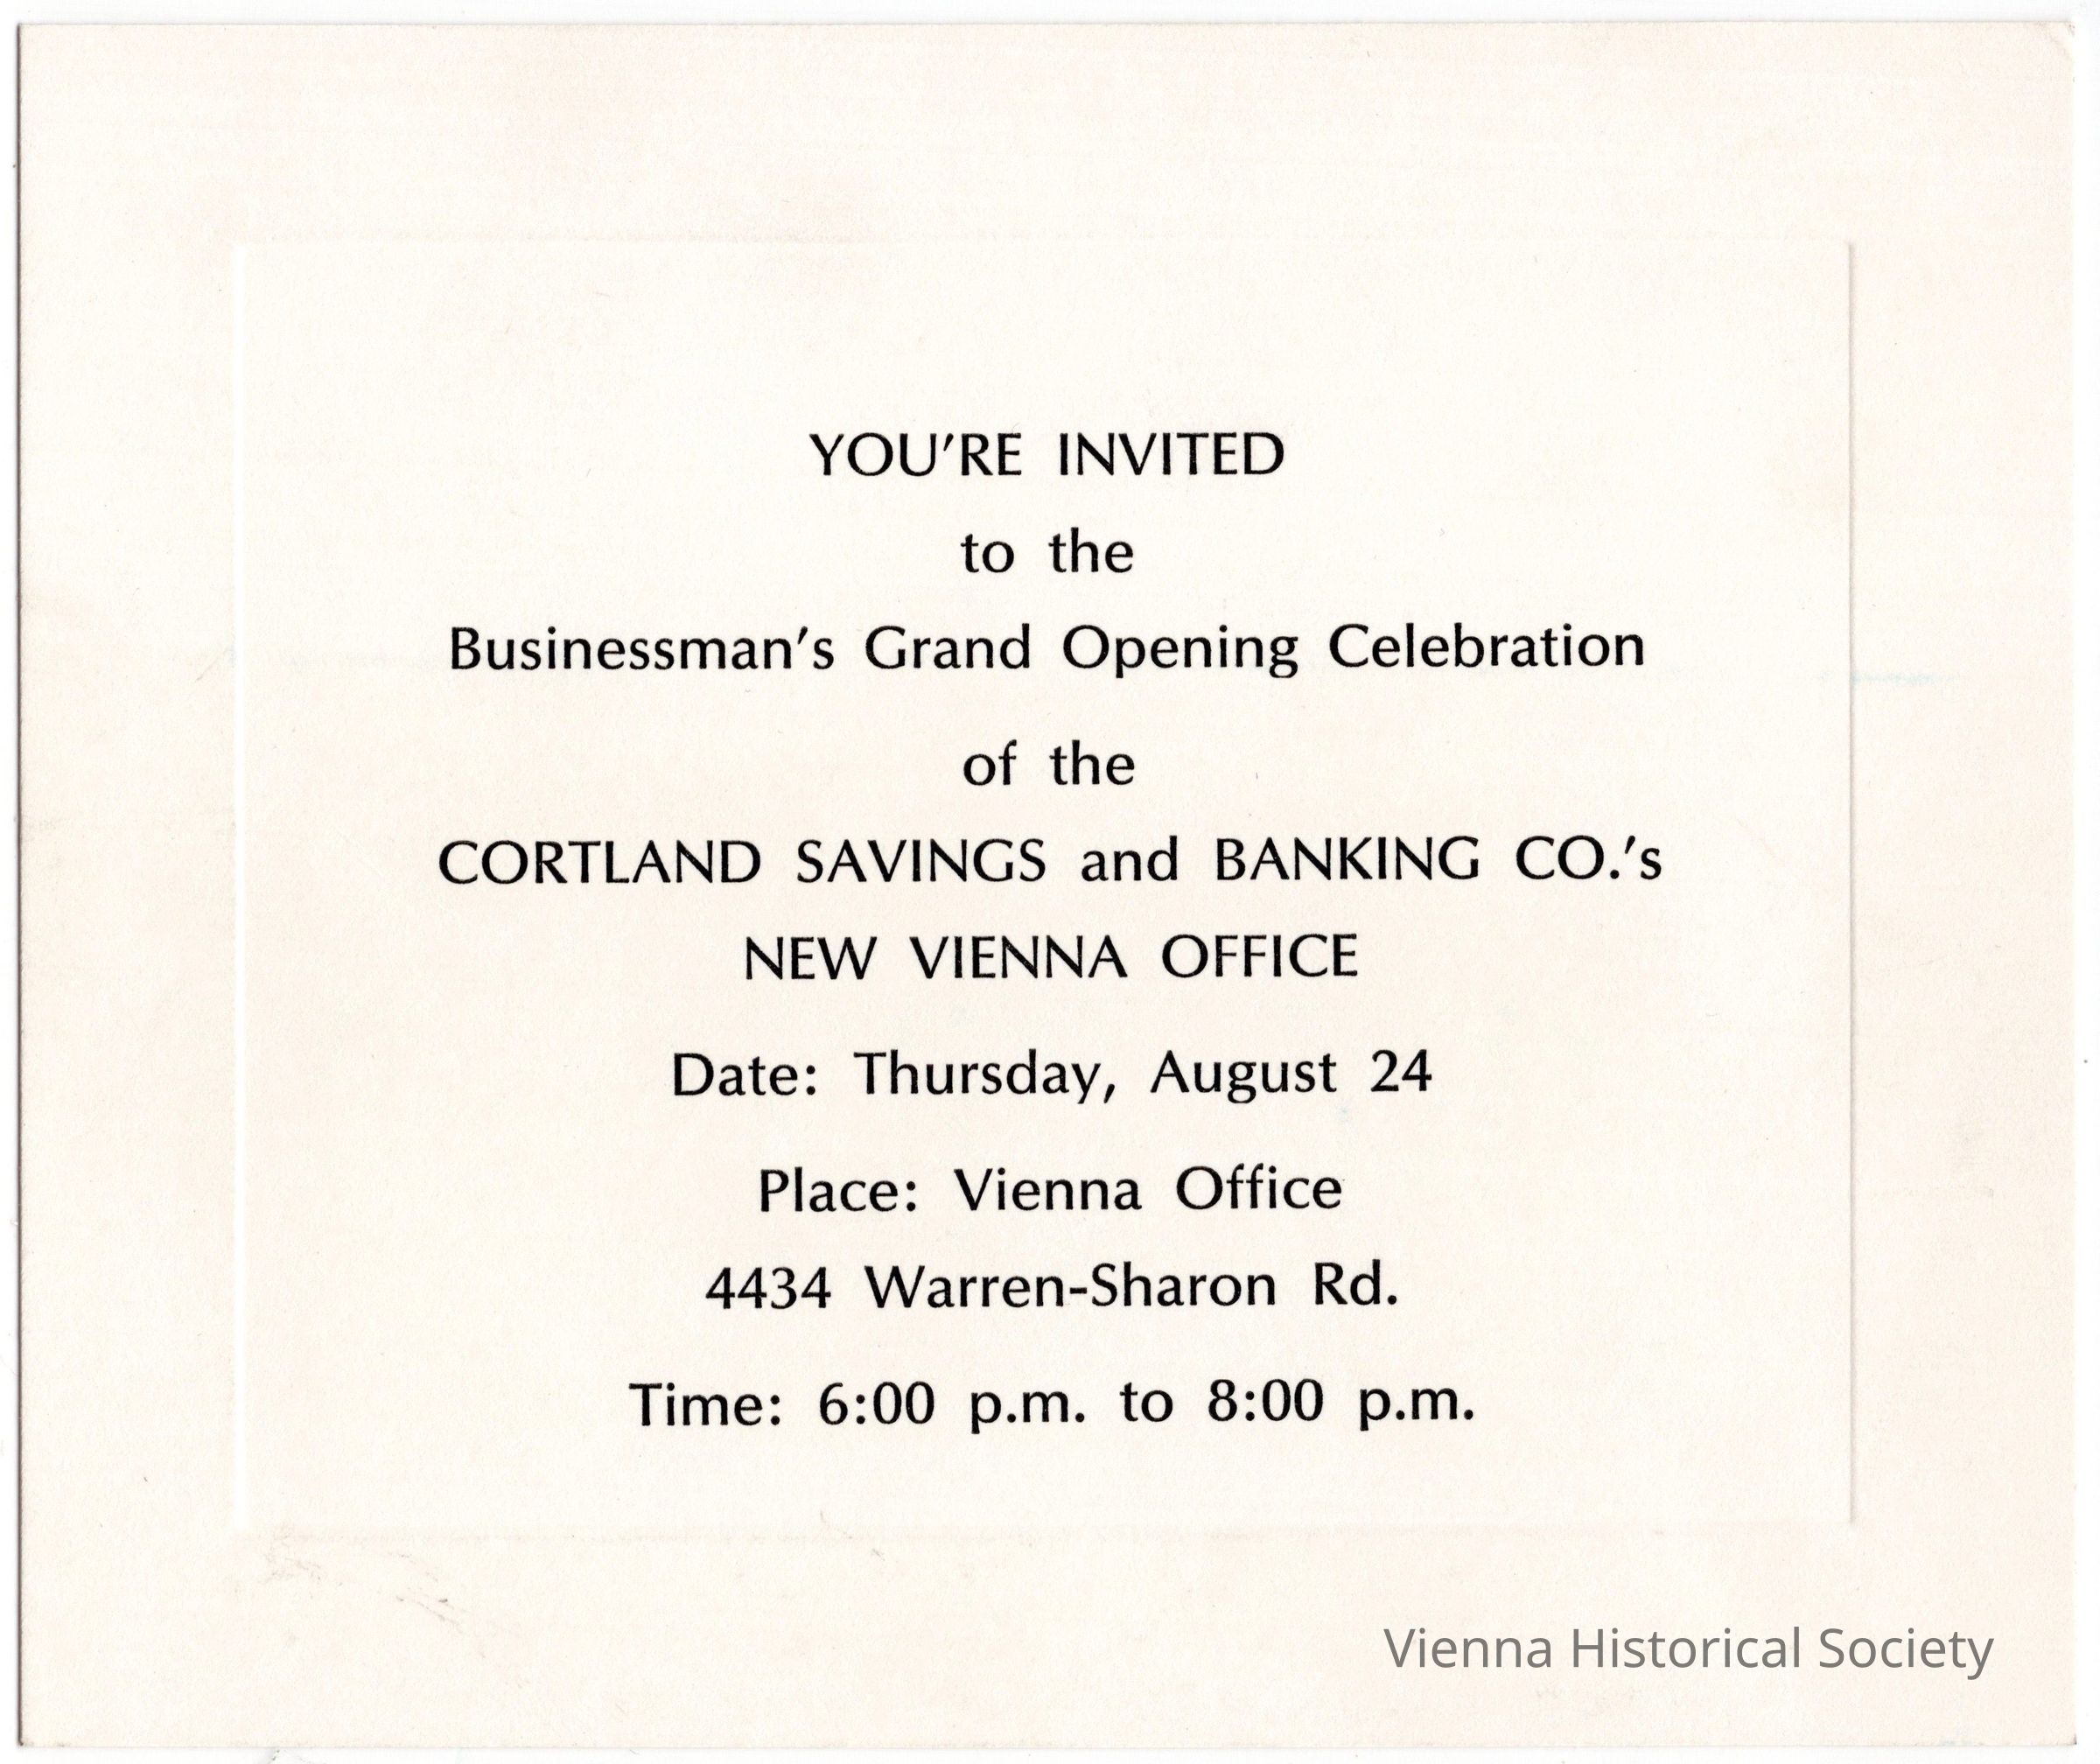 YOU'RE INVITED
to the
Businessman's Grand Opening Celebration
of the
CORTLAND SAVINGS and BANKING CO.'s
NEW VIENNA OFFICE
Date: Thursday, August 24
Place: Vienna Office
4434 Warren-Sharon Rd.
Time: 6:00 p.m. to 8:00 p.m.
Vienna Historical Society